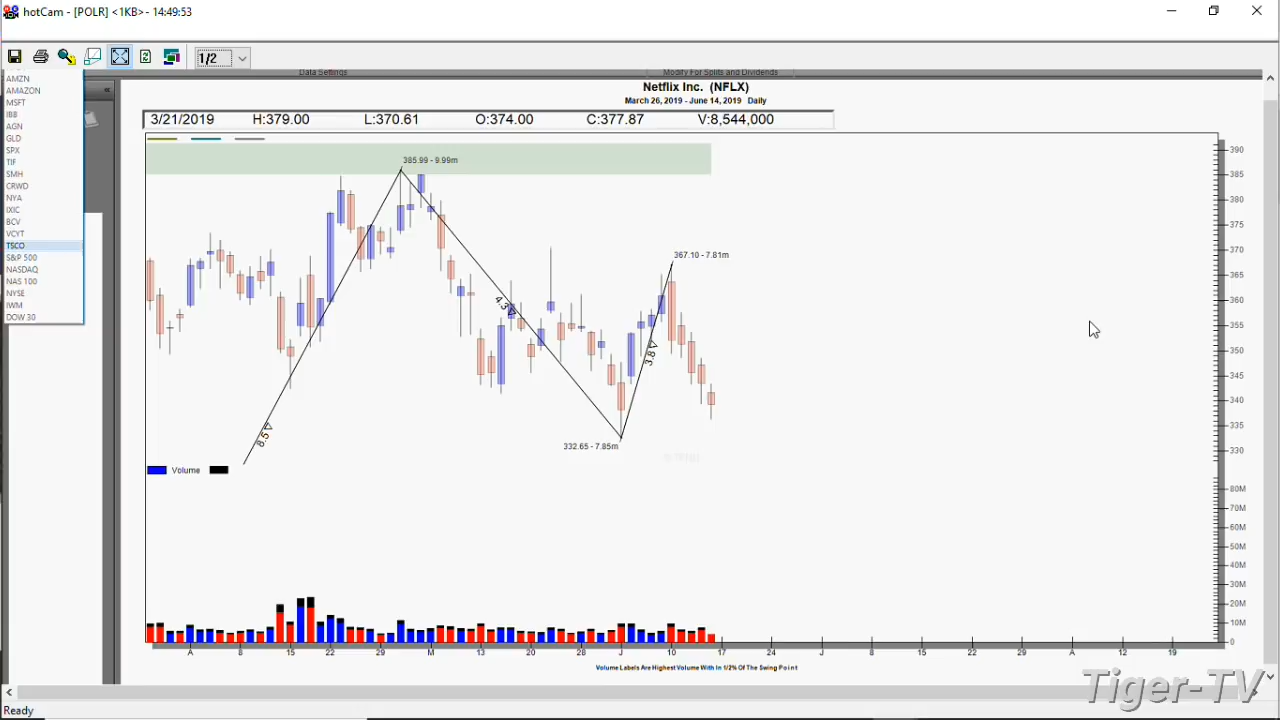 hotCam - [POLR] <1KB> - 14:49:53
1/2
Data Settings
Modify For Splits and Dividends
AMZN
AMAZON
MSFT
IBB
AGN
GLD
SPX
TIF
SMH
CRWD
NYA
IXIC
BCV
VCYT
TSCO
S&P 500
NASDAQ
NAS 100
NYSE
IWM
DOW 30
Netflix Inc. (NFLX)
March 26, 2019 - June 14, 2019 Daily
3/21/2019 H:379.00 L:370.61 O:374.00 C:377.87 V:8,544,000
385.99 - 9.99m
367.10 - 7.81m
332.65 - 7.85m
8.5
4.3
3.8
390
385
380
375
370
365
360
355
350
345
340
335
330
Volume
80M
70M
60M
50M
40M
30M
20M
10M
0
A 8 15 22 29 M 13 20 28 J 10 17 24 J 8 15 22 29 A 12 19
Volume Labels Are Highest Volume With In 1/2% Of The Swing Point
Tiger-TV
Ready